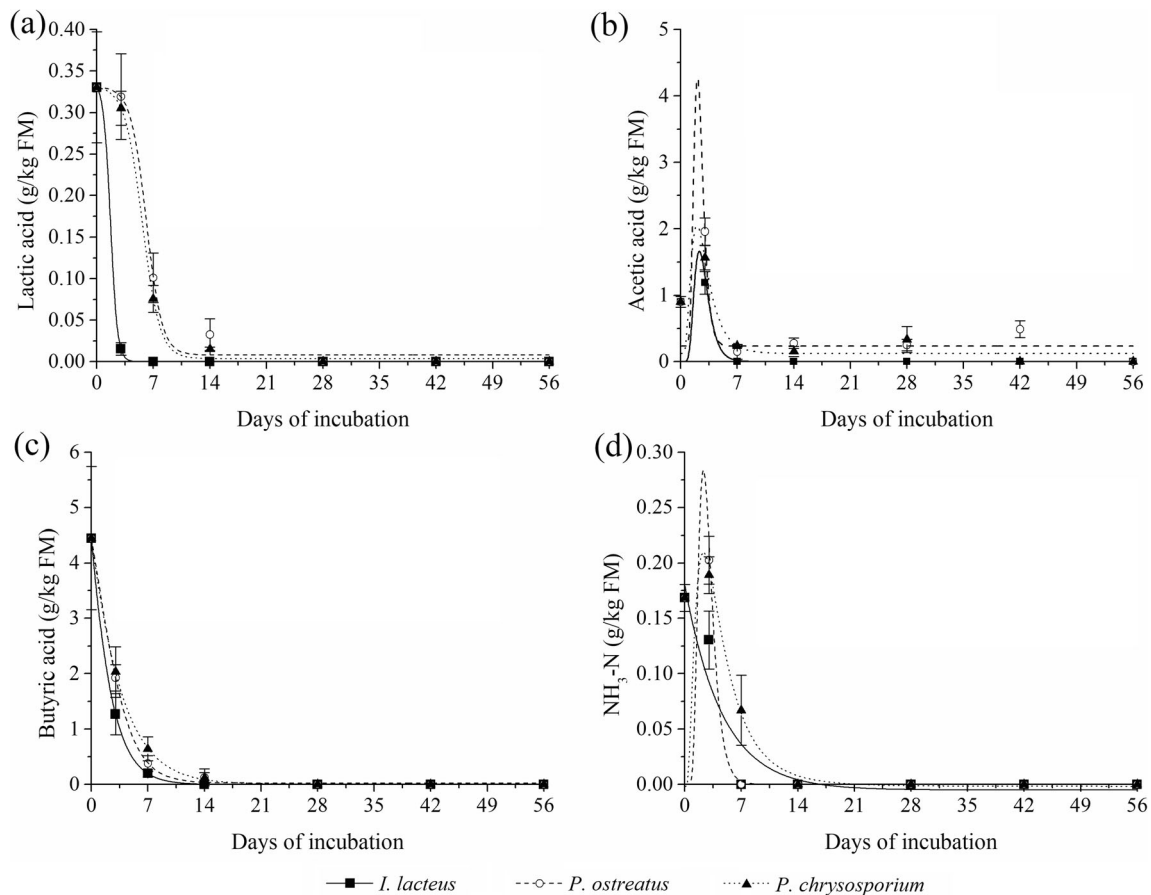 (a)
0.40
0.35
0.30
0.25
0.20
0.15
0.10
0.05
0.00
Lactic acid (g/kg FM)
0 7 14 21 28 35 42 49 56
Days of incubation
(b)
5
4
3
2
1
0
Acetic acid (g/kg FM)
0 7 14 21 28 35 42 49 56
Days of incubation
(c)
6
5
4
3
2
1
0
Butyric acid (g/kg FM)
0 7 14 21 28 35 42 49 56
Days of incubation
(d)
0.30
0.25
0.20
0.15
0.10
0.05
0.00
NH3-N (g/kg FM)
0 7 14 21 28 35 42 49 56
Days of incubation
I. lacteus P. ostreatus P. chrysosporium